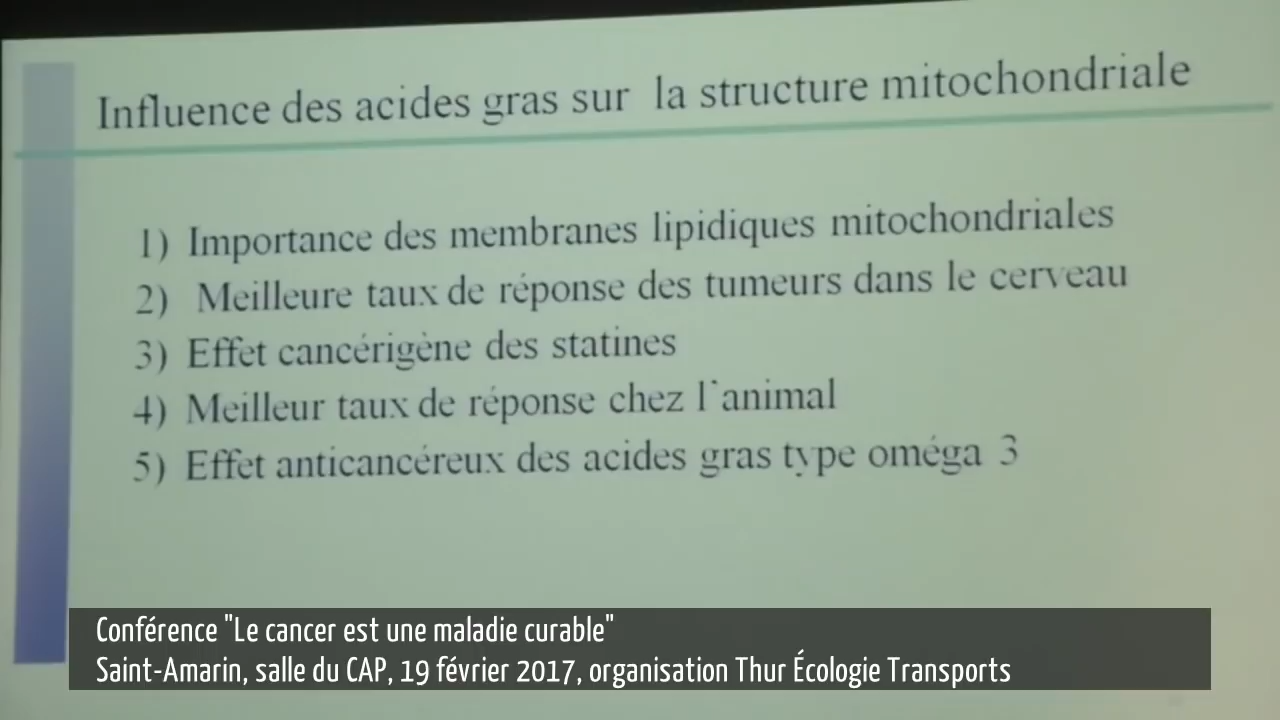 Influence des acides gras sur la structure mitochondriale
1) Importance des membranes lipidiques mitochondriales
2) Meilleure taux de réponse des tumeurs dans le cerveau
3) Effet cancérigène des statines
4) Meilleur taux de réponse chez l'animal
5) Effet anticancéreux des acides gras type oméga 3
Conférence "Le cancer est une maladie curable"
Saint-Amarin, salle du CAP, 19 février 2017, organisation Thur Écologie Transports